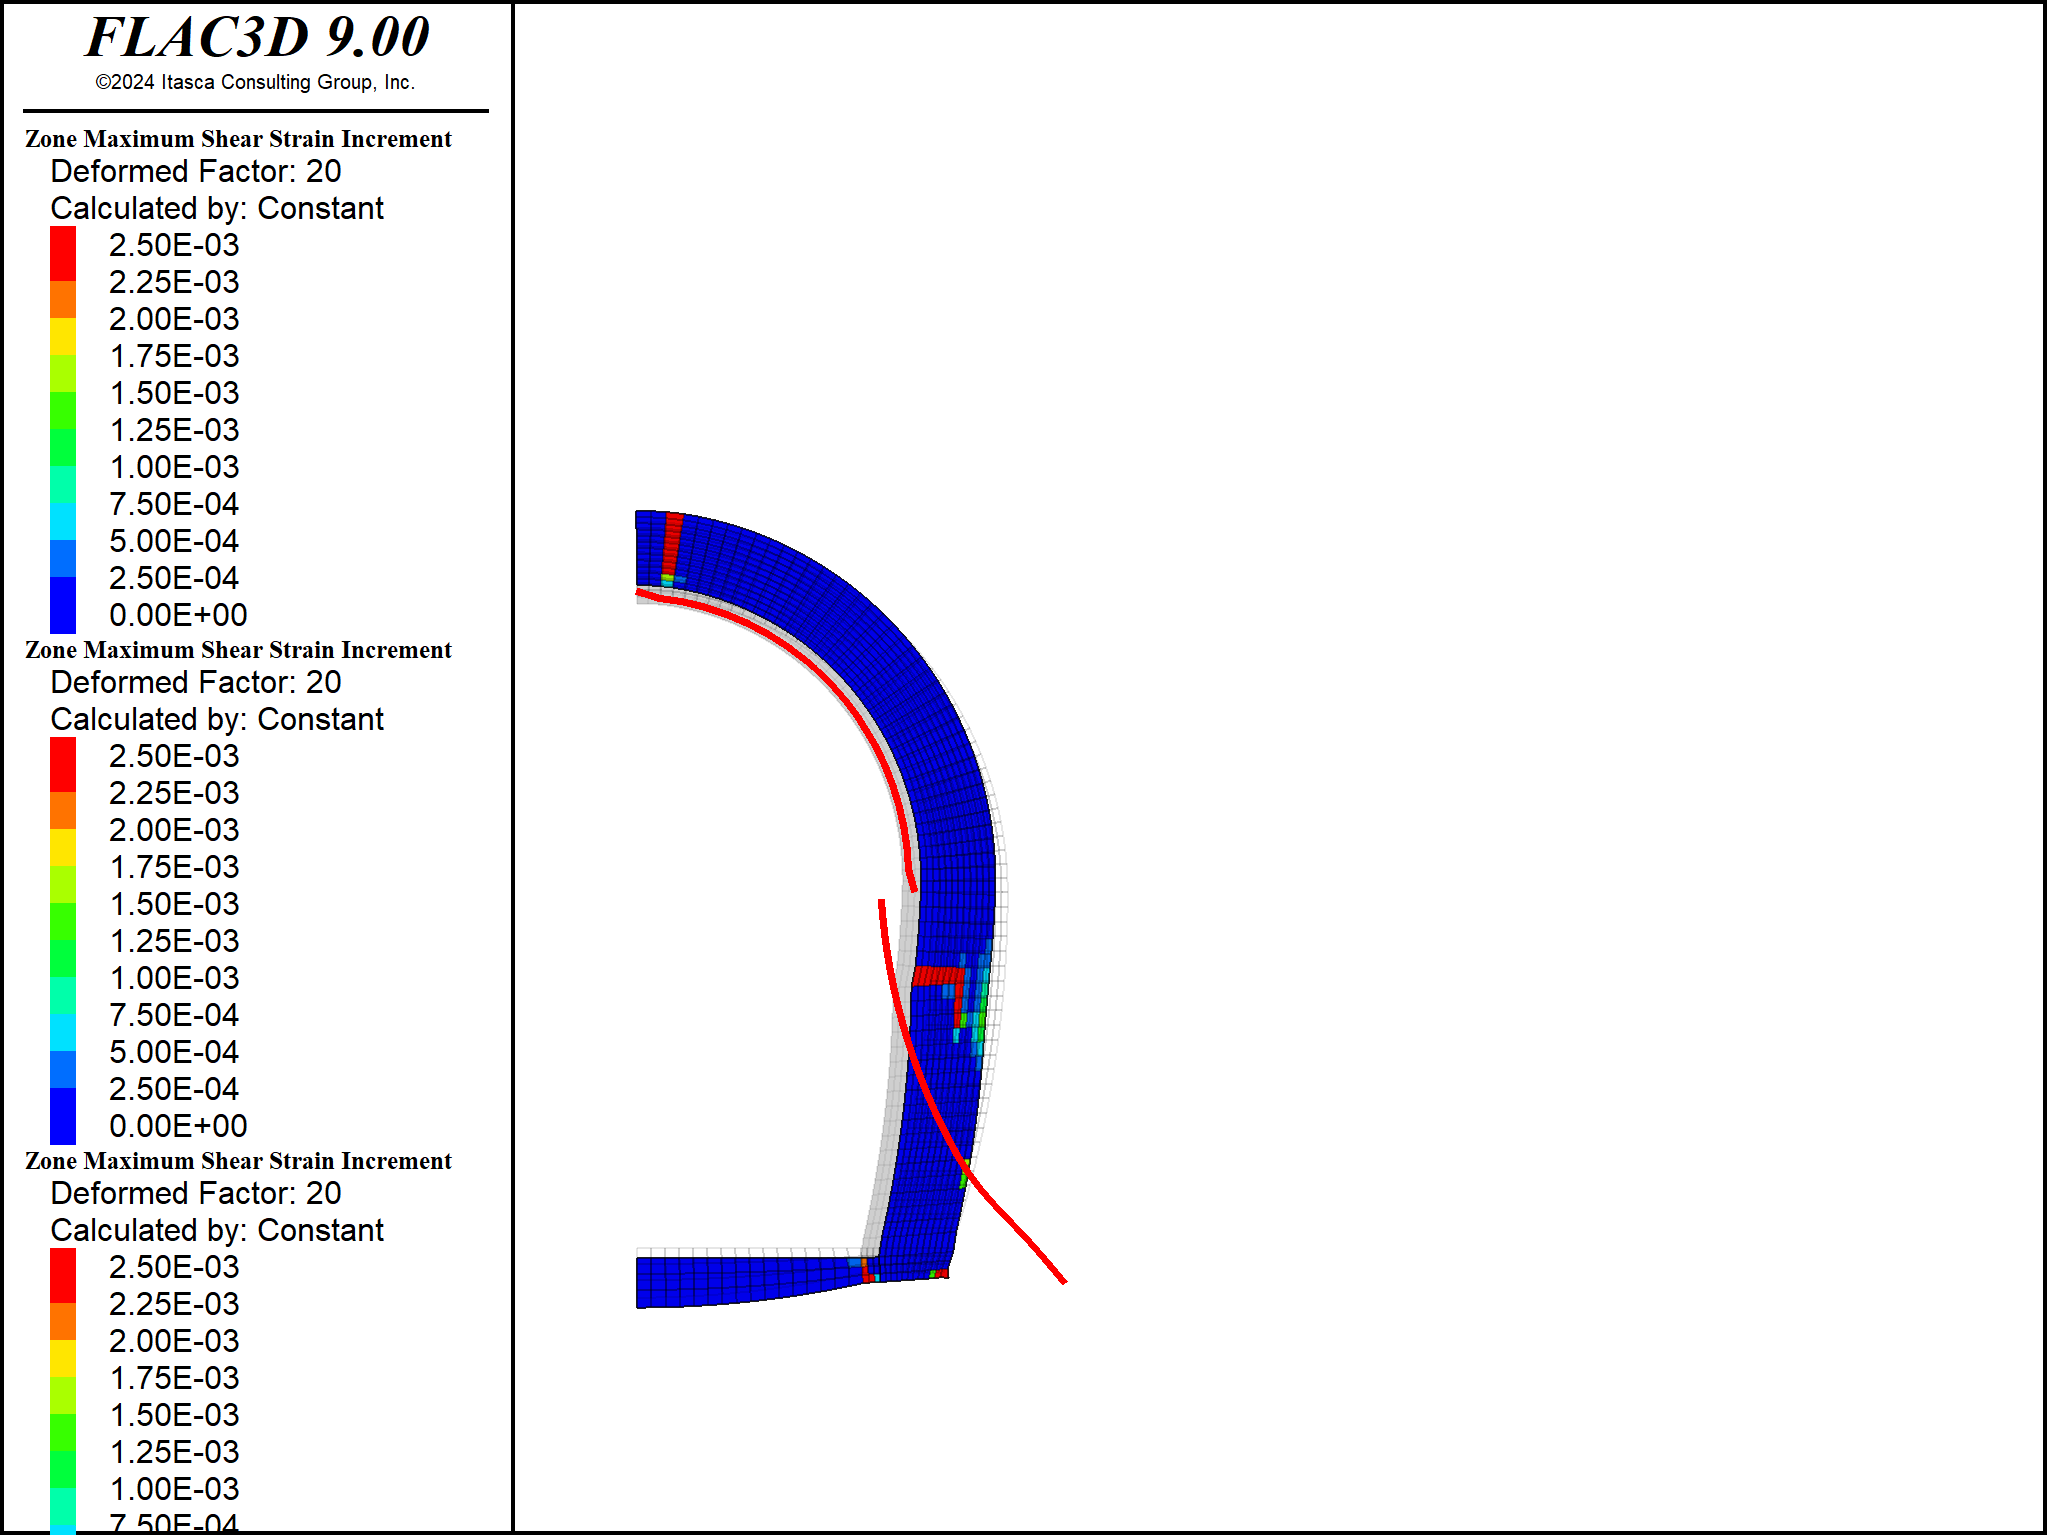 FLAC3D 9.00
©2024 Itasca Consulting Group, Inc.
Zone Maximum Shear Strain Increment
Deformed Factor: 20
Calculated by: Constant
2.50E-03
2.25E-03
2.00E-03
1.75E-03
1.50E-03
1.25E-03
1.00E-03
7.50E-04
5.00E-04
2.50E-04
0.00E+00
Zone Maximum Shear Strain Increment
Deformed Factor: 20
Calculated by: Constant
2.50E-03
2.25E-03
2.00E-03
1.75E-03
1.50E-03
1.25E-03
1.00E-03
7.50E-04
5.00E-04
2.50E-04
0.00E+00
Zone Maximum Shear Strain Increment
Deformed Factor: 20
Calculated by: Constant
2.50E-03
2.25E-03
2.00E-03
1.75E-03
1.50E-03
1.25E-03
1.00E-03
7.50E-04